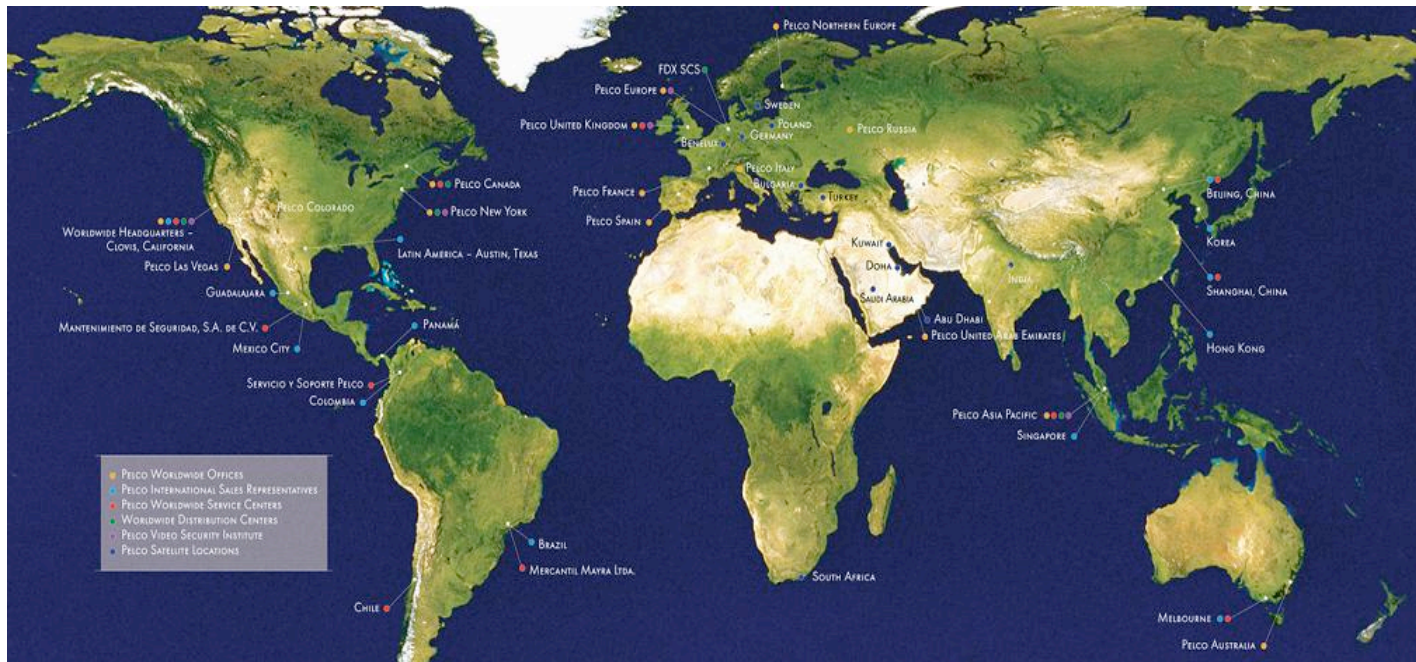 Pelco Northern Europe
FDX SCS
Pelco Europe
Sweden
Pelco United Kingdom
Poland
Germany
Benelux
Pelco Russia
Pelco Italy
Bulgaria
Turkey
Pelco France
Pelco Spain
Pelco Canada
Pelco New York
Pelco Colorado
Worldwide Headquarters –
Clovis, California
Latin America – Austin, Texas
Pelco Las Vegas
Guadalajara
Mantenimiento de Seguridad, S.A. de C.V.
Mexico City
Panamá
Servicio y Soporte Pelco
Colombia
Beijing, China
Korea
Kuwait
Doha
India
Saudi Arabia
Shanghai, China
Abu Dhabi
Pelco United Arab Emirates
Hong Kong
Pelco Asia Pacific
Singapore
Pelco Worldwide Offices
Pelco International Sales Representatives
Pelco Worldwide Service Centers
Worldwide Distribution Centers
Pelco Video Security Institute
Pelco Satellite Locations
Brazil
Mercantil Mayra Ltda.
Chile
South Africa
Melbourne
Pelco Australia